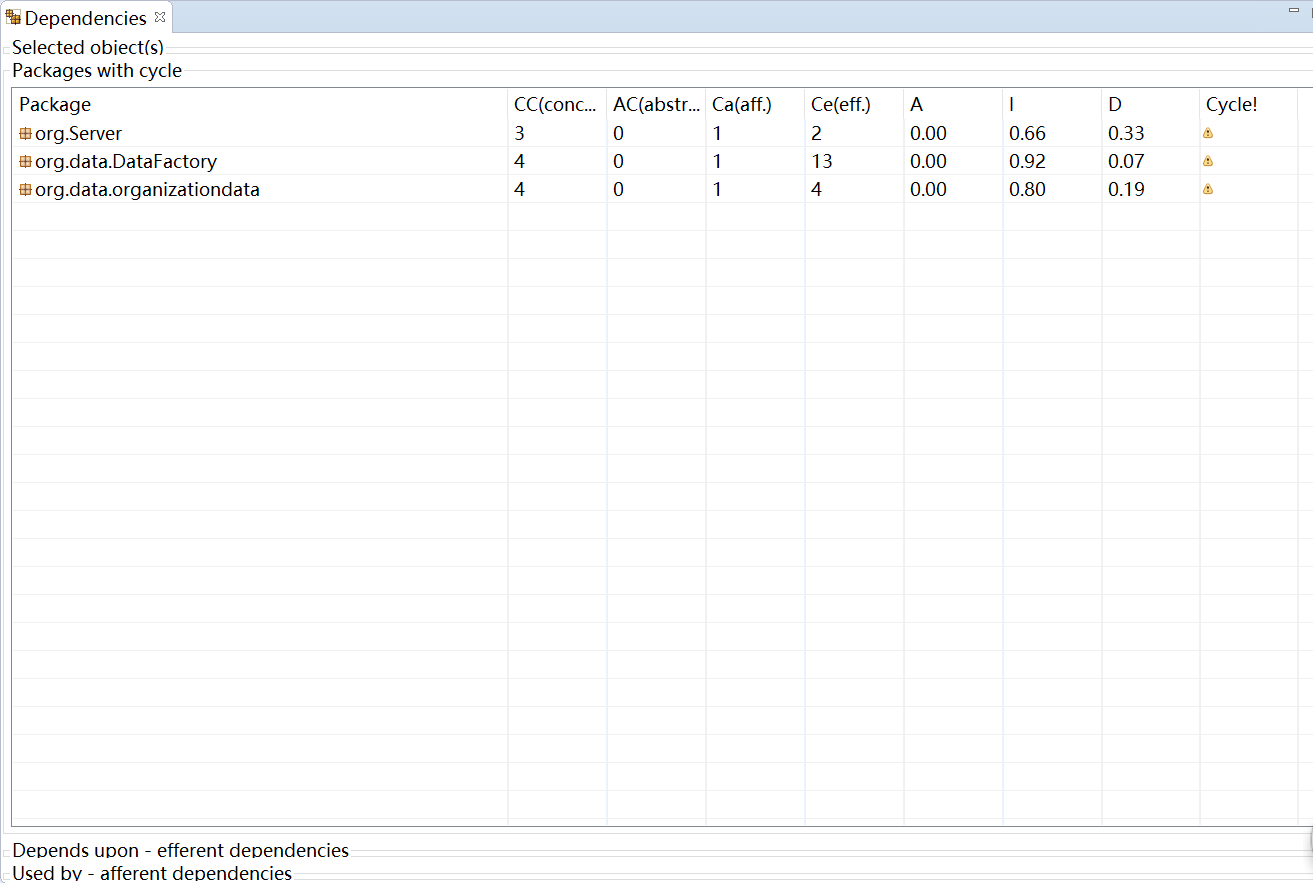 Dependencies
Selected object(s)
Packages with cycle
Package CC(conc... AC(abstr... Ca(aff.) Ce(eff.) A I D Cycle!
org.Server 3 0 1 2 0.00 0.66 0.33
org.data.DataFactory 4 0 1 13 0.00 0.92 0.07
org.data.organizationdata 4 0 1 4 0.00 0.80 0.19
Depends upon - efferent dependencies
Used by - afferent dependencies